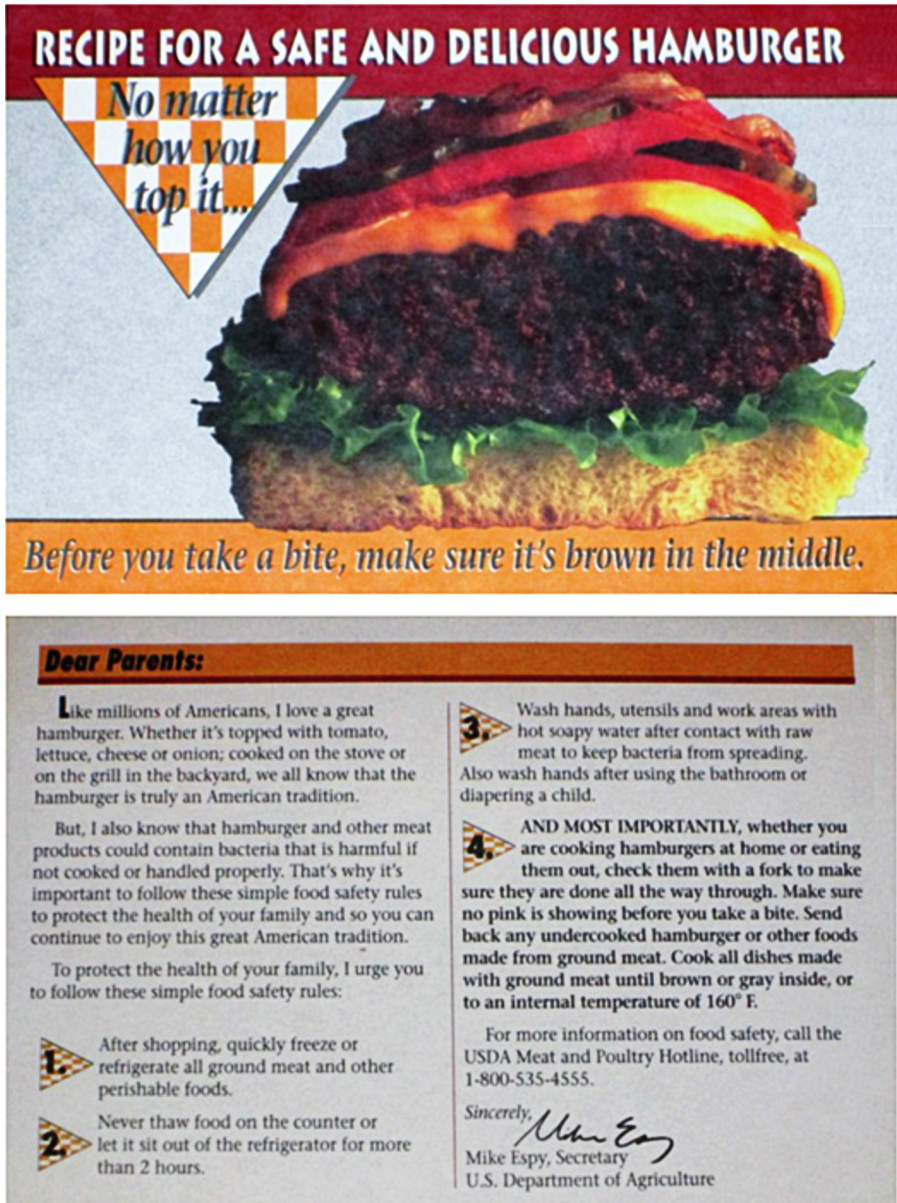 RECIPE FOR A SAFE AND DELICIOUS HAMBURGER
No matter
how you
top it...
Before you take a bite, make sure it's brown in the middle.
Dear Parents:
Like millions of Americans, I love a great
hamburger. Whether it's topped with tomato,
lettuce, cheese or onion; cooked on the stove or
on the grill in the backyard, we all know that the
hamburger is truly an American tradition.
But, I also know that hamburger and other meat
products could contain bacteria that is harmful if
not cooked or handled properly. That's why it's
important to follow these simple food safety rules
to protect the health of your family and so you can
continue to enjoy this great American tradition.
To protect the health of your family, I urge you
to follow these simple food safety rules:
1. After shopping, quickly freeze or
refrigerate all ground meat and other
perishable foods.
2. Never thaw food on the counter or
let it sit out of the refrigerator for more
than 2 hours.
3. Wash hands, utensils and work areas with
hot soapy water after contact with raw
meat to keep bacteria from spreading.
Also wash hands after using the bathroom or
diapering a child.
4. AND MOST IMPORTANTLY, whether you
are cooking hamburgers at home or eating
them out, check them with a fork to make
sure they are done all the way through. Make sure
no pink is showing before you take a bite. Send
back any undercooked hamburger or other foods
made from ground meat. Cook all dishes made
with ground meat until brown or gray inside, or
to an internal temperature of 160° F.
For more information on food safety, call the
USDA Meat and Poultry Hotline, tollfree, at
1-800-535-4555.
Sincerely,
Mike Espy
Mike Espy, Secretary
U.S. Department of Agriculture